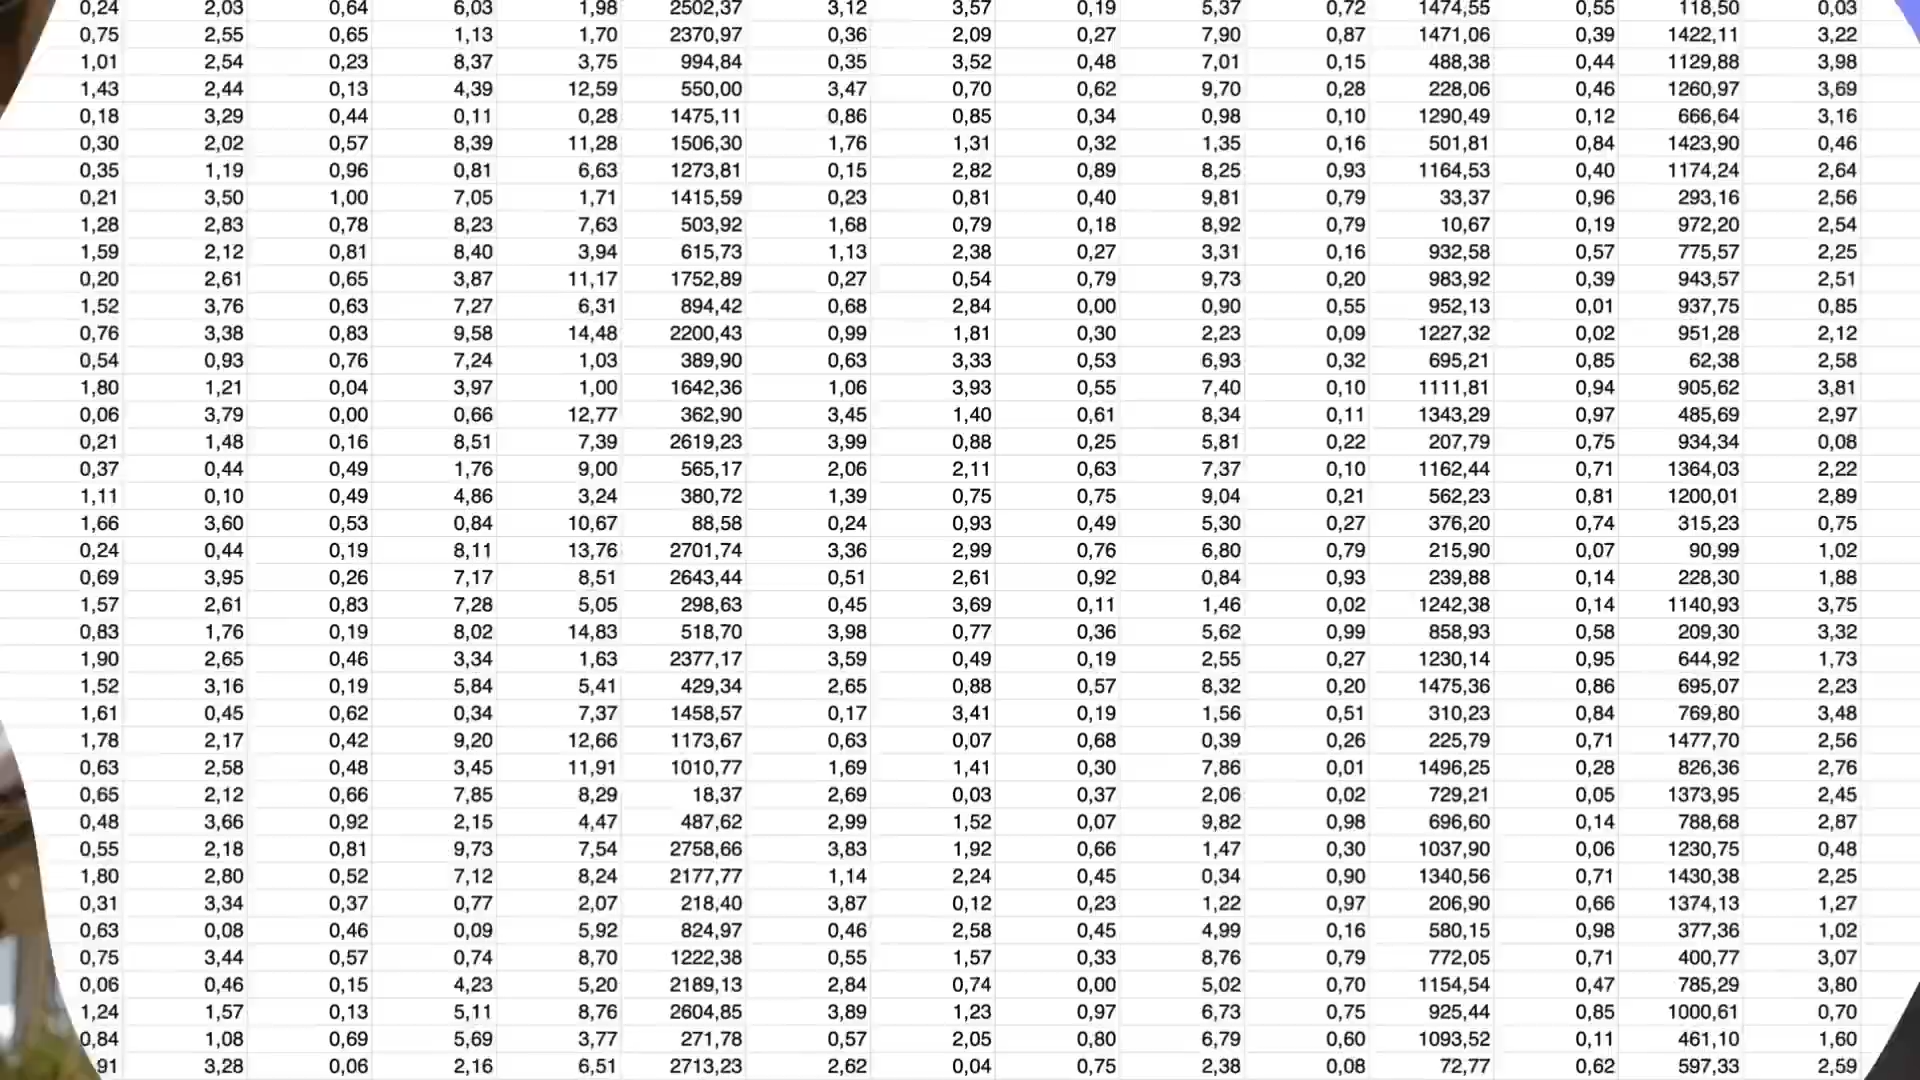 0,24 2,03 0,64 6,03 1,98 2502,37 3,12 3,57 0,19 5,37 0,72 1474,55 0,55 118,50 0,03
0,75 2,55 0,65 1,13 1,70 2370,97 0,36 2,09 0,27 7,90 0,87 1471,06 0,39 1422,11 3,22
1,01 2,54 0,23 8,37 3,75 994,84 0,35 3,52 0,48 7,01 0,15 488,38 0,44 1129,88 3,98
1,43 2,44 0,13 4,39 12,59 550,00 3,47 0,70 0,62 9,70 0,28 228,06 0,46 1260,97 3,69
0,18 3,29 0,44 0,11 0,28 1475,11 0,86 0,85 0,34 0,98 0,10 1290,49 0,12 666,64 3,16
0,30 2,02 0,57 8,39 11,28 1506,30 1,76 1,31 0,32 1,35 0,16 501,81 0,84 1423,90 0,46
0,35 1,19 0,96 0,81 6,63 1273,81 0,15 2,82 0,89 8,25 0,93 1164,53 0,40 1174,24 2,64
0,21 3,50 1,00 7,05 1,71 1415,59 0,23 0,81 0,40 9,81 0,79 33,37 0,96 293,16 2,56
1,28 2,83 0,78 8,23 7,63 503,92 1,68 0,79 0,18 8,92 0,79 10,67 0,19 972,20 2,54
1,59 2,12 0,81 8,40 3,94 615,73 1,13 2,38 0,27 3,31 0,16 932,58 0,57 775,57 2,25
0,20 2,61 0,65 3,87 11,17 1752,89 0,27 0,54 0,79 9,73 0,20 983,92 0,39 943,57 2,51
1,52 3,76 0,63 7,27 6,31 894,42 0,68 2,84 0,00 0,90 0,55 952,13 0,01 937,75 0,85
0,76 3,38 0,83 9,58 14,48 2200,43 0,99 1,81 0,30 2,23 0,09 1227,32 0,02 951,28 2,12
0,54 0,93 0,76 7,24 1,03 389,90 0,63 3,33 0,53 6,93 0,32 695,21 0,85 62,38 2,58
1,80 1,21 0,04 3,97 1,00 1642,36 1,06 3,93 0,55 7,40 0,10 1111,81 0,94 905,62 3,81
0,06 3,79 0,00 0,66 12,77 362,90 3,45 1,40 0,61 8,34 0,11 1343,29 0,97 485,69 2,97
0,21 1,48 0,16 8,51 7,39 2619,23 3,99 0,88 0,25 5,81 0,22 207,79 0,75 934,34 0,08
0,37 0,44 0,49 1,76 9,00 565,17 2,06 2,11 0,63 7,37 0,10 1162,44 0,71 1364,03 2,22
1,11 0,10 0,49 4,86 3,24 380,72 1,39 0,75 0,75 9,04 0,21 562,23 0,81 1200,01 2,89
1,66 3,60 0,53 0,84 10,67 88,58 0,24 0,93 0,49 5,30 0,27 376,20 0,74 315,23 0,75
0,24 0,44 0,19 8,11 13,76 2701,74 3,36 2,99 0,76 6,80 0,79 215,90 0,07 90,99 1,02
0,69 3,95 0,26 7,17 8,51 2643,44 0,51 2,61 0,92 0,84 0,93 239,88 0,14 228,30 1,88
1,57 2,61 0,83 7,28 5,05 298,63 0,45 3,69 0,11 1,46 0,02 1242,38 0,14 1140,93 3,75
0,83 1,76 0,19 8,02 14,83 518,70 3,98 0,77 0,36 5,62 0,99 858,93 0,58 209,30 3,32
1,90 2,65 0,46 3,34 1,63 2377,17 3,59 0,49 0,19 2,55 0,27 1230,14 0,95 644,92 1,73
1,52 3,16 0,19 5,84 5,41 429,34 2,65 0,88 0,57 8,32 0,20 1475,36 0,86 695,07 2,23
1,61 0,45 0,62 0,34 7,37 1458,57 0,17 3,41 0,19 1,56 0,51 310,23 0,84 769,80 3,48
1,78 2,17 0,42 9,20 12,66 1173,67 0,63 0,07 0,68 0,39 0,26 225,79 0,71 1477,70 2,56
0,63 2,58 0,48 3,45 11,91 1010,77 1,69 1,41 0,30 7,86 0,01 1496,25 0,28 826,36 2,76
0,65 2,12 0,66 7,85 8,29 18,37 2,69 0,03 0,37 2,06 0,02 729,21 0,05 1373,95 2,45
0,48 3,66 0,92 2,15 4,47 487,62 2,99 1,52 0,07 9,82 0,98 696,60 0,14 788,68 2,87
0,55 2,18 0,81 9,73 7,54 2758,66 3,83 1,92 0,66 1,47 0,30 1037,90 0,06 1230,75 0,48
1,80 2,80 0,52 7,12 8,24 2177,77 1,14 2,24 0,45 0,34 0,90 1340,56 0,71 1430,38 2,25
0,31 3,34 0,37 0,77 2,07 218,40 3,87 0,12 0,23 1,22 0,97 206,90 0,66 1374,13 1,27
0,63 0,08 0,46 0,09 5,92 824,97 0,46 2,58 0,45 4,99 0,16 580,15 0,98 377,36 1,02
0,75 3,44 0,57 0,74 8,70 1222,38 0,55 1,57 0,33 8,76 0,79 772,05 0,71 400,77 3,07
0,06 0,46 0,15 4,23 5,20 2189,13 2,84 0,74 0,00 5,02 0,70 1154,54 0,47 785,29 3,80
1,24 1,57 0,13 5,11 8,76 2604,85 3,89 1,23 0,97 6,73 0,75 925,44 0,85 1000,61 0,70
0,84 1,08 0,69 5,69 3,77 271,78 0,57 2,05 0,80 6,79 0,60 1093,52 0,11 461,10 1,60
91 3,28 0,06 2,16 6,51 2713,23 2,62 0,04 0,75 2,38 0,08 72,77 0,62 597,33 2,59